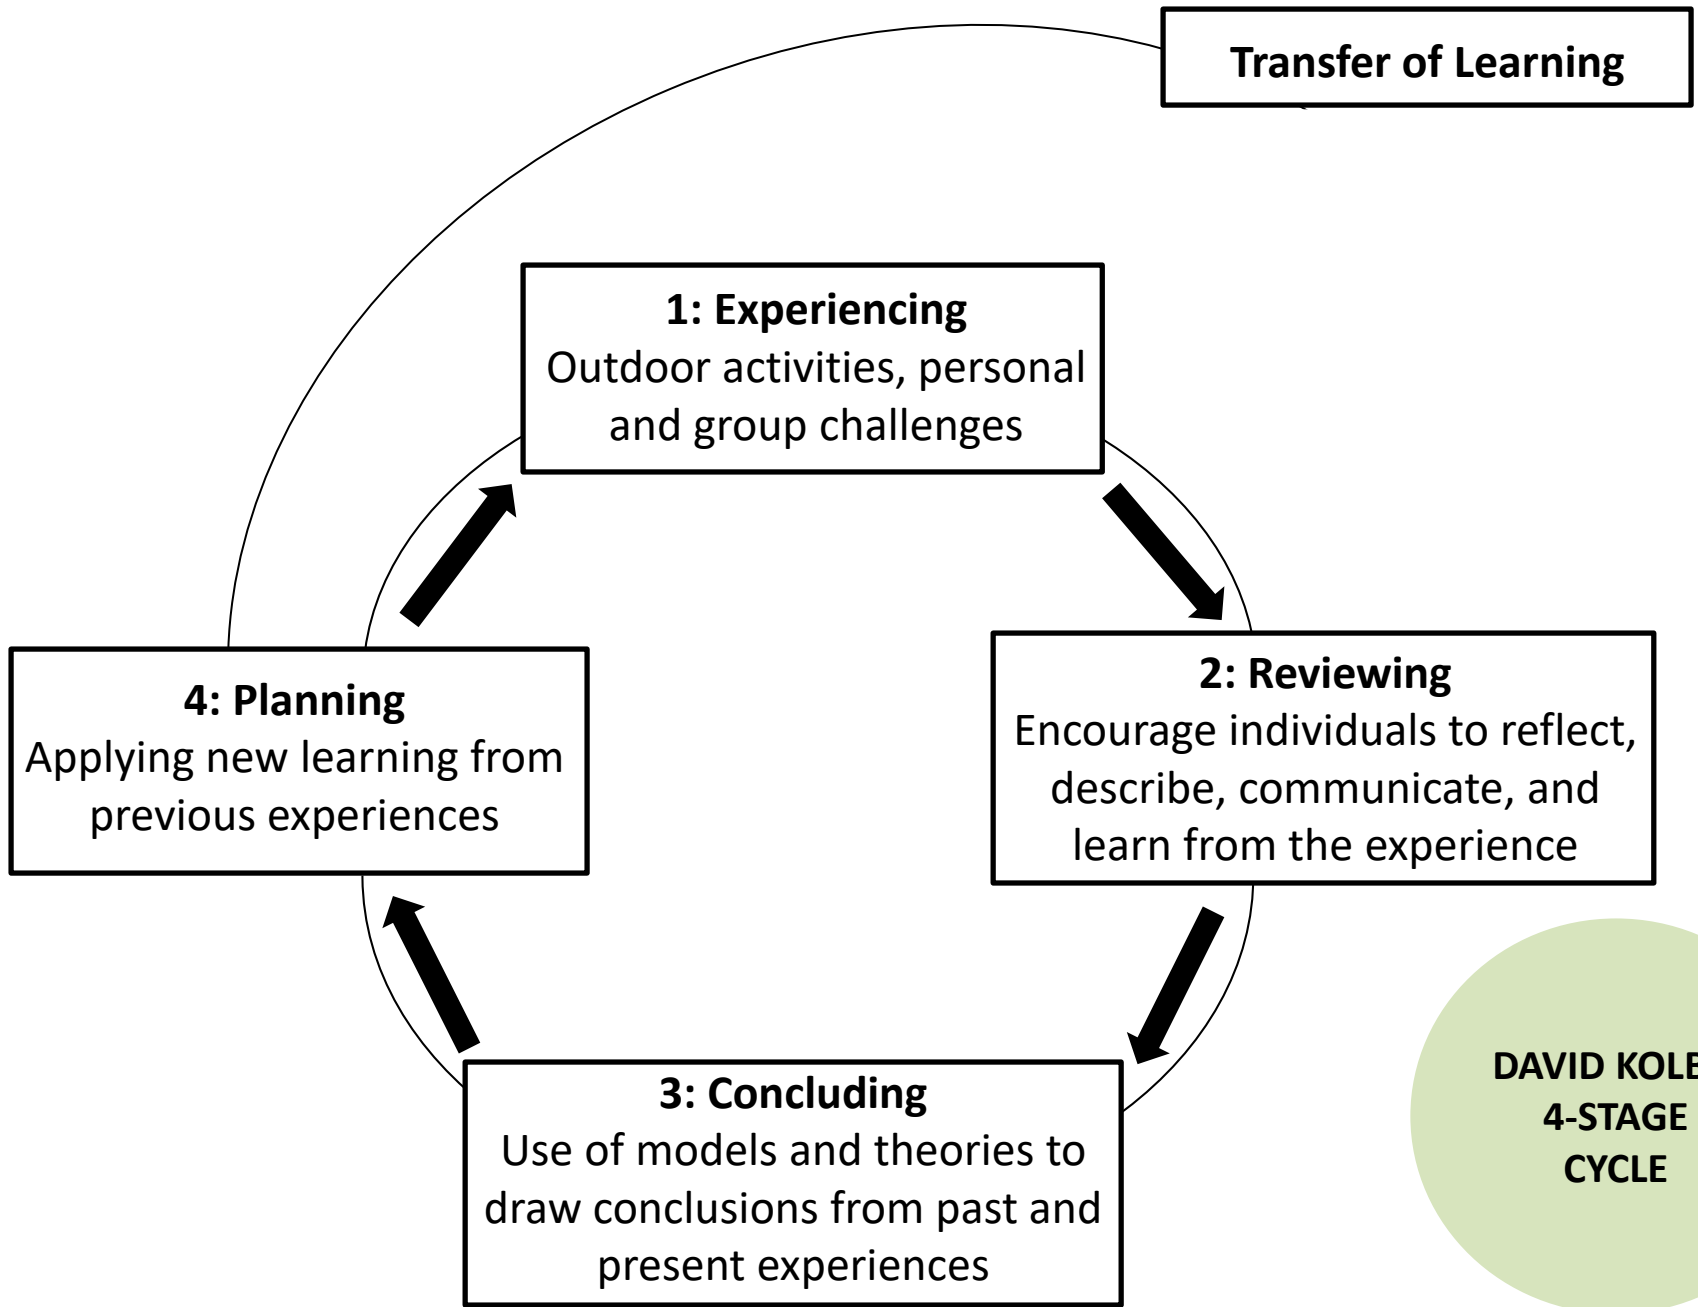 Transfer of Learning
1: Experiencing
Outdoor activities, personal
and group challenges
2: Reviewing
Encourage individuals to reflect,
describe, communicate, and
learn from the experience
3: Concluding
Use of models and theories to
draw conclusions from past and
present experiences
4: Planning
Applying new learning from
previous experiences
DAVID
4-STAGE
CYCLE